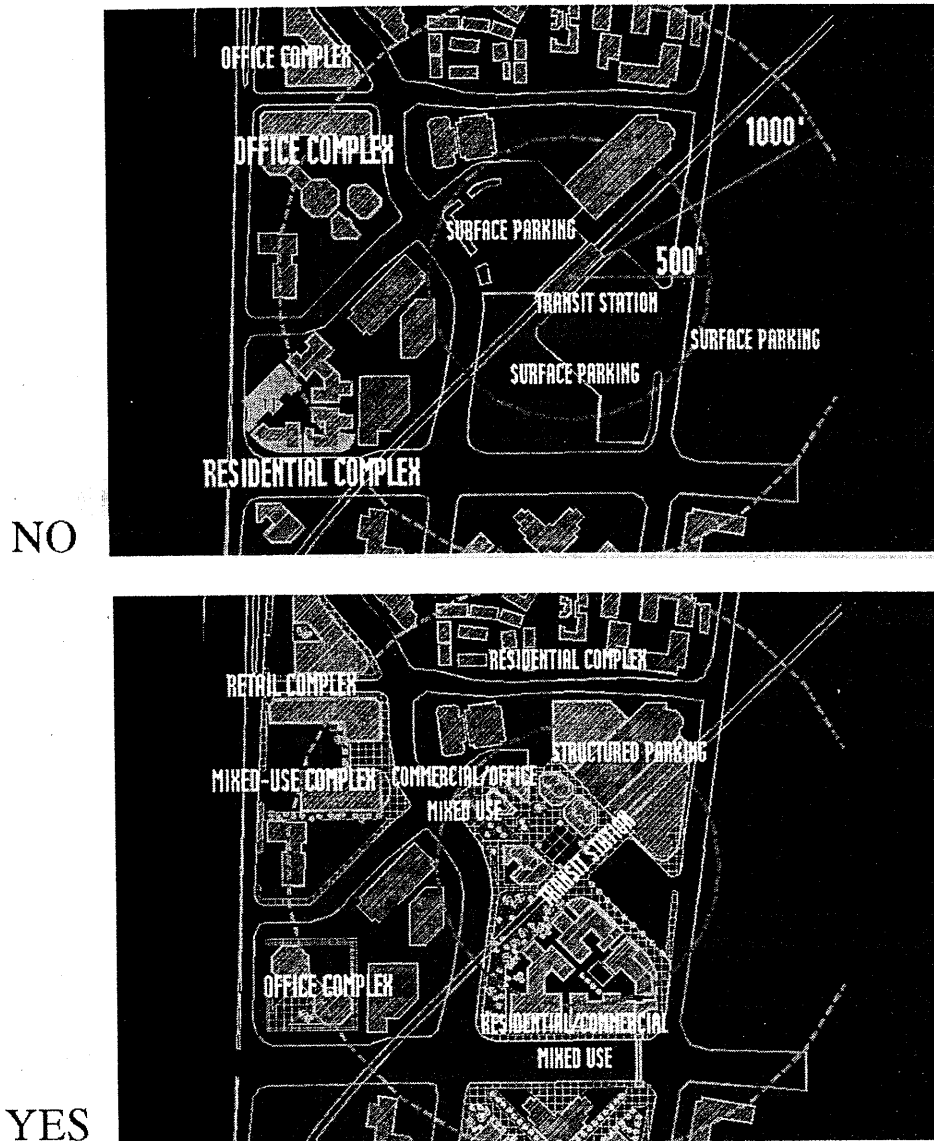 OFFICE COMPLEX
OFFICE COMPLEX
1000'
SURFACE PARKING
500'
TRANSIT STATION
SURFACE PARKING
SURFACE PARKING
RESIDENTIAL COMPLEX
NO
RESIDENTIAL COMPLEX
RETAIL COMPLEX
STRUCTURED PARKING
MIXED-USE COMPLEX
COMMERCIAL/OFFICE
MIXED USE
TRANSIT STATION
OFFICE COMPLEX
RESIDENTIAL/COMMERCIAL
MIXED USE
YES